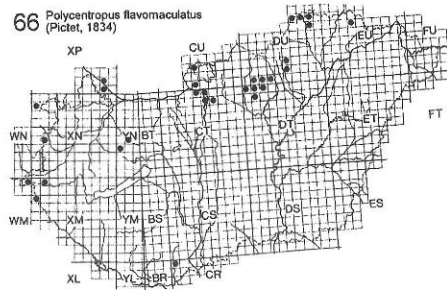 66 Polycentropus flavomaculatus
(Pictet, 1834)
XP CU DU EU FU
WN XN YN BT CT DT ET FT
WM XM YM BS CS DS ES
XL YL BR CR